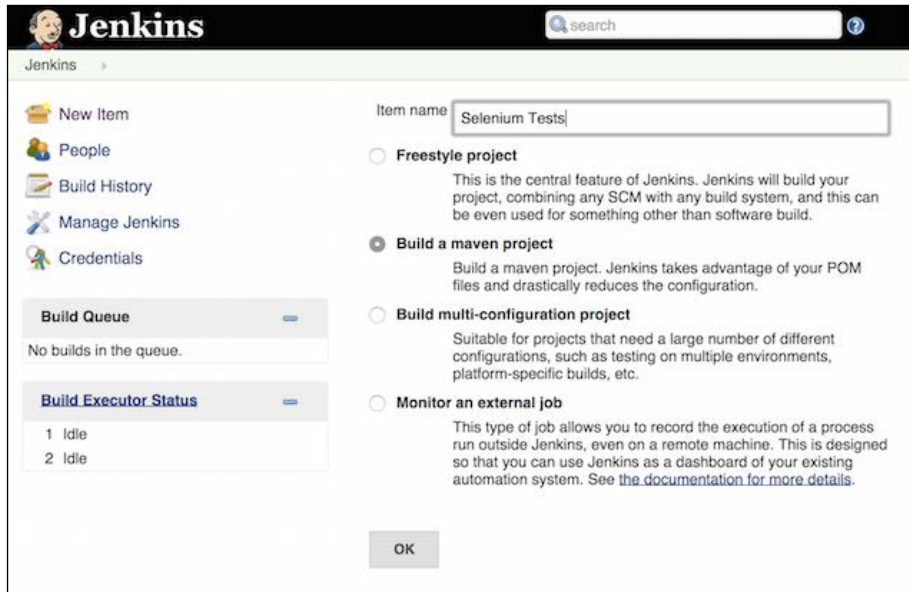 Jenkins
search
Jenkins
New Item
People
Build History
Manage Jenkins
Credentials
Build Queue
No builds in the queue.
Build Executor Status
1 Idle
2 Idle
Item name
Selenium Tests
Freestyle project
This is the central feature of Jenkins. Jenkins will build your
project, combining any SCM with any build system, and this can
be even used for something other than software build.
Build a maven project
Build a maven project. Jenkins takes advantage of your POM
files and drastically reduces the configuration.
Build multi-configuration project
Suitable for projects that need a large number of different
configurations, such as testing on multiple environments,
platform-specific builds, etc.
Monitor an external job
This type of job allows you to record the execution of a process
run outside Jenkins, even on a remote machine. This is designed
so that you can use Jenkins as a dashboard of your existing
automation system. See the documentation for more details.
OK